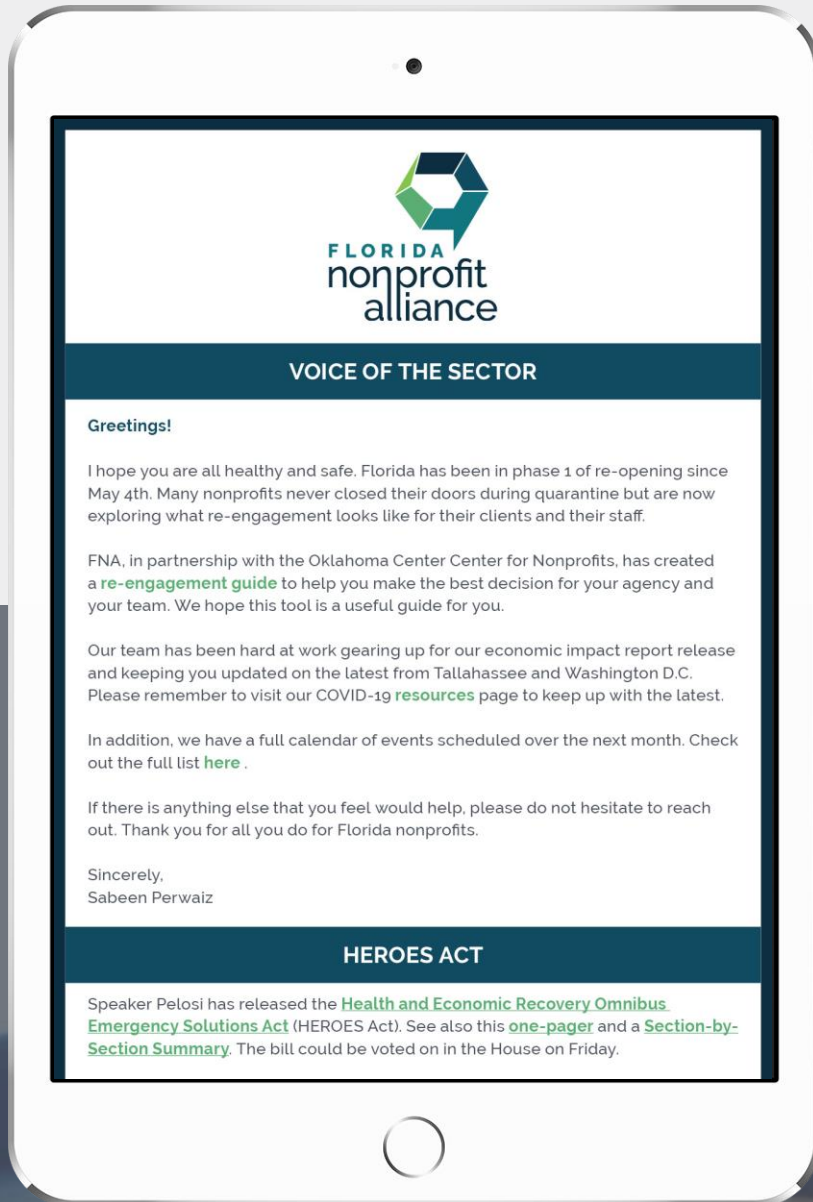 FLORIDA
nonprofit
alliance
VOICE OF THE SECTOR
Greetings!
I hope you are all healthy and safe. Florida has been in phase 1 of re-opening since
May 4th. Many nonprofits never closed their doors during quarantine but are now
exploring what re-engagement looks like for their clients and their staff.
FNA, in partnership with the Oklahoma Center Center for Nonprofits, has created
a re-engagement guide to help you make the best decision for your agency and
your team. We hope this tool is a useful guide for you.
Our team has been hard at work gearing up for our economic impact report release
and keeping you updated on the latest from Tallahassee and Washington D.C.
Please remember to visit our COVID-19 resources page to keep up with the latest.
In addition, we have a full calendar of events scheduled over the next month. Check
out the full list here .
If there is anything else that you feel would help, please do not hesitate to reach
out. Thank you for all you do for Florida nonprofits.
Sincerely,
Sabeen Perwaiz
HEROES ACT
Speaker Pelosi has released the Health and Economic Recovery Omnibus
Emergency Solutions Act (HEROES Act). See also this one-pager and a Section-by-
Section Summary. The bill could be voted on in the House on Friday.